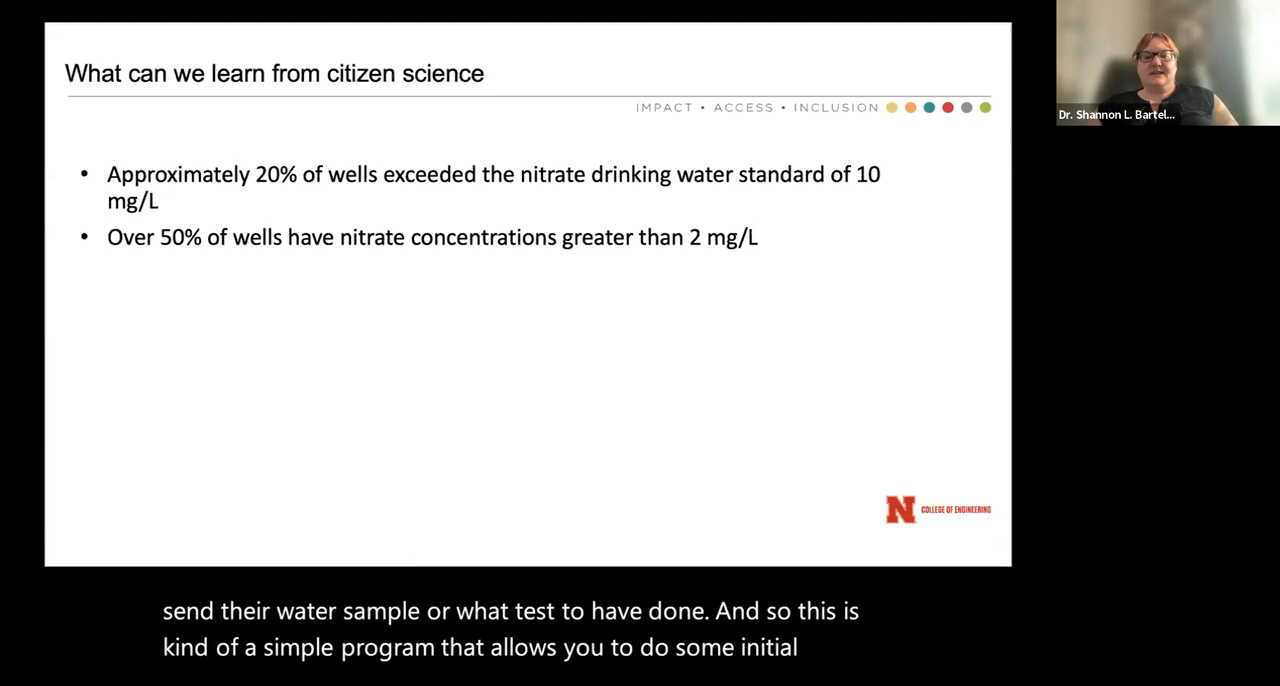 What can we learn from citizen science
IMPACT • ACCESS • INCLUSION
• Approximately 20% of wells exceeded the nitrate drinking water standard of 10
mg/L
• Over 50% of wells have nitrate concentrations greater than 2 mg/L
N COLLEGE OF ENGINEERING
Dr. Shannon L. Bartel...
send their water sample or what test to have done. And so this is
kind of a simple program that allows you to do some initial